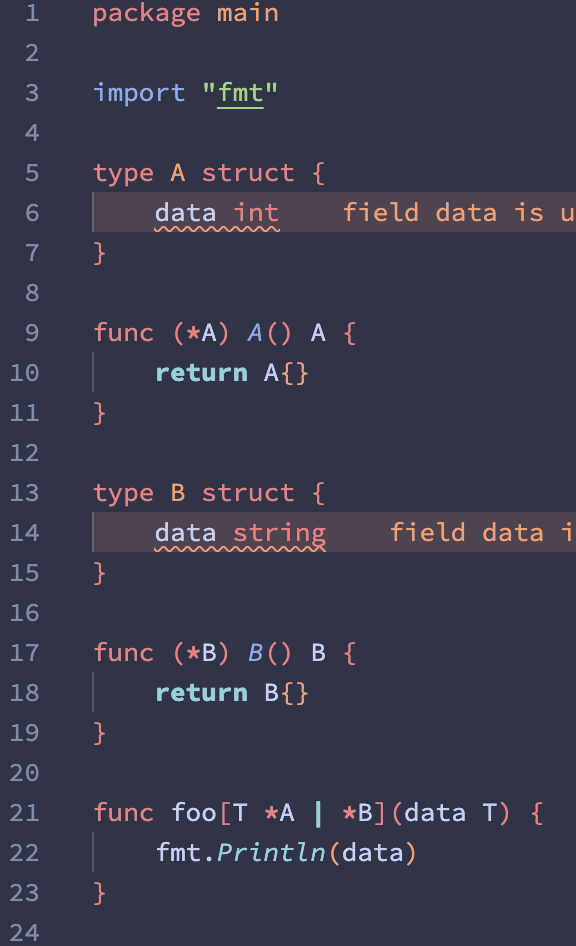 1 package main
2
3 import "fmt"
4
5 type A struct {
6 data int field data is u
7 }
8
9 func (*A) A() A {
10 return A{}
11 }
12
13 type B struct {
14 data string field data i
15 }
16
17 func (*B) B() B {
18 return B{}
19 }
20
21 func foo[T *A | *B](data T) {
22 fmt.Println(data)
23 }
24